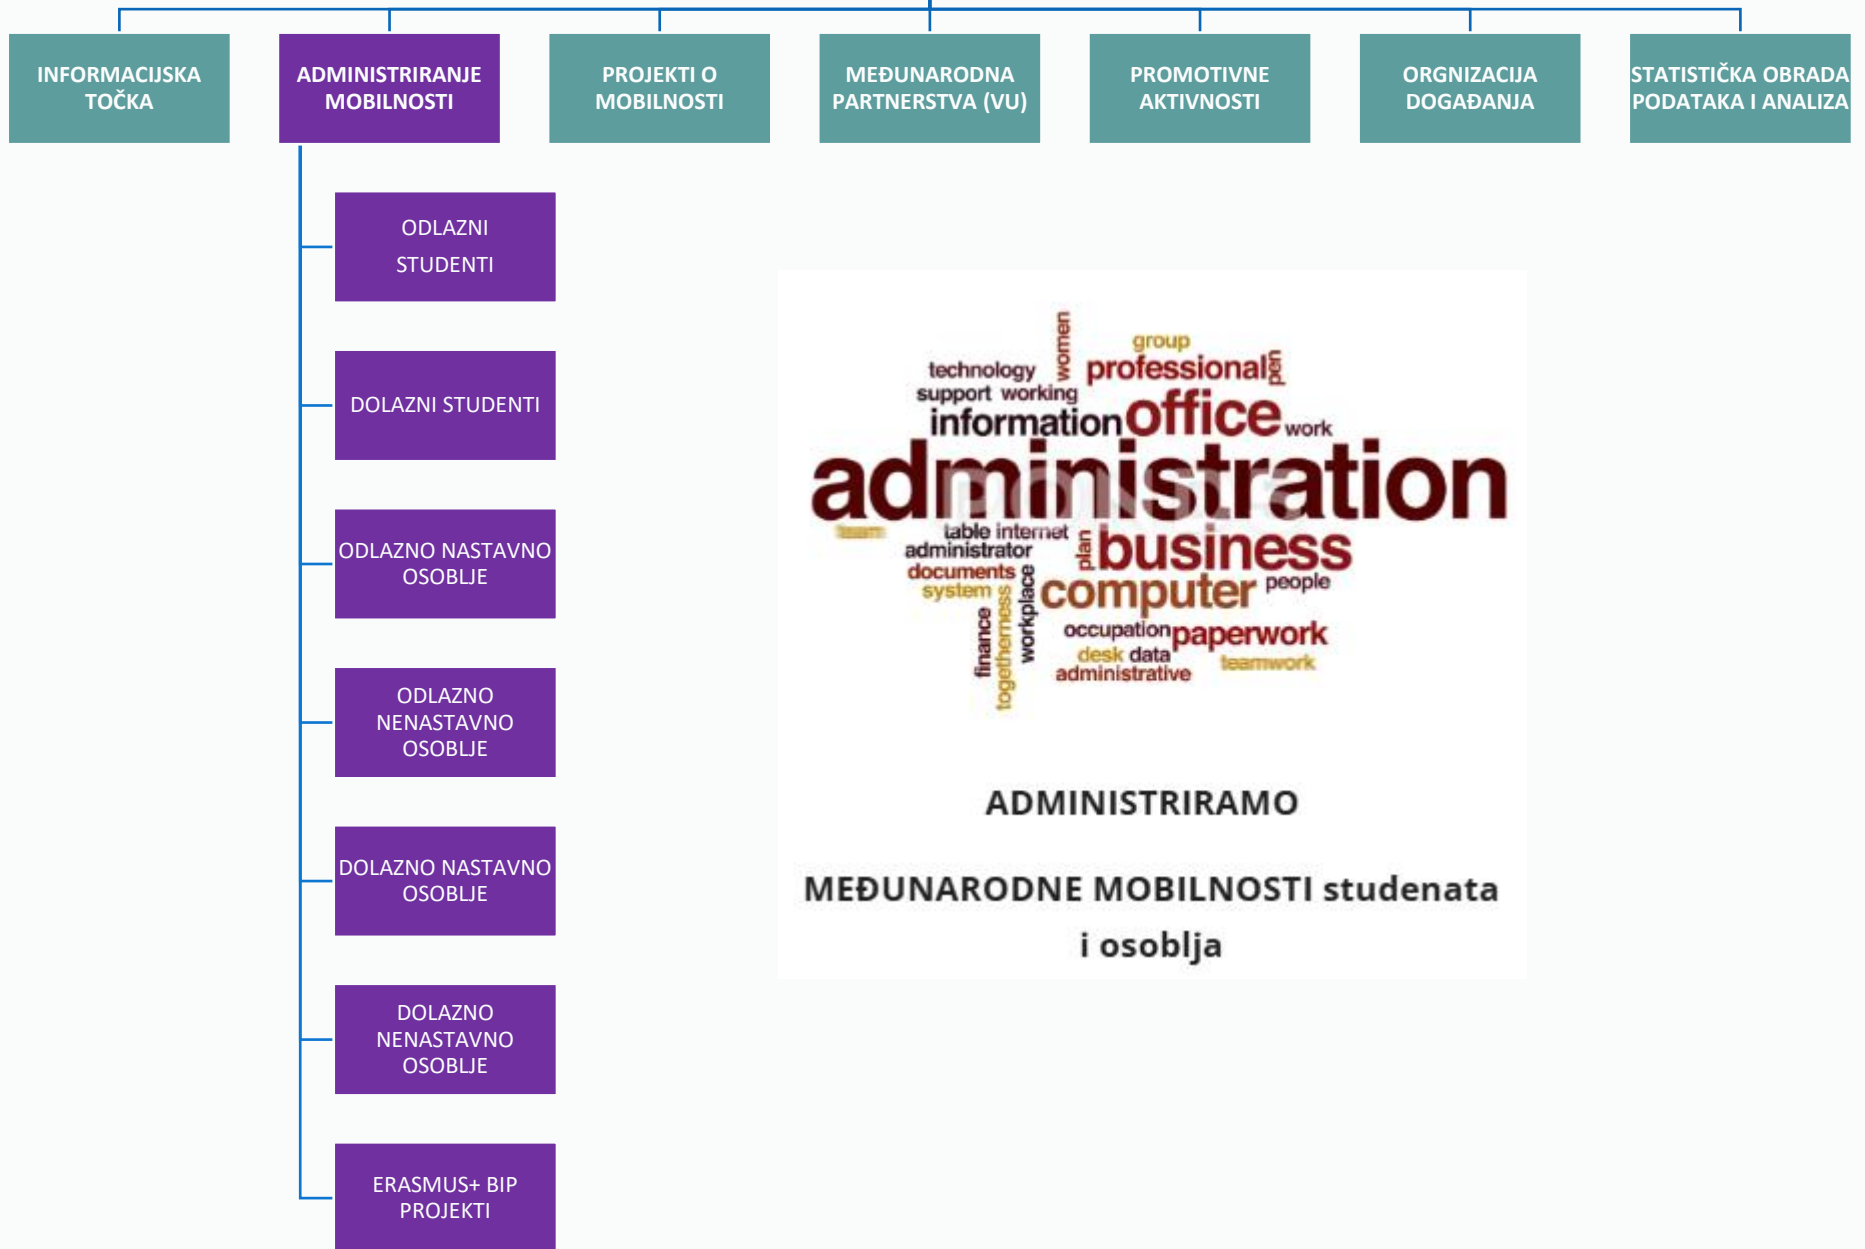 INFORMACIJSKA
TOČKA
ADMINISTRIRANJE
MOBILNOSTI
PROJEKTI O
MOBILNOSTI
MEĐUNARODNA
PARTNERSTVA (VU)
PROMOTIVNE
AKTIVNOSTI
ORGNIZACIJA
DOGAĐANJA
STATISTIČKA OBRADA
PODATAKA I ANALIZA
ODLAZNI
STUDENTI
DOLAZNI STUDENTI
ODLAZNO NASTAVNO
OSOBLJE
ODLAZNO
NENASTAVNO
OSOBLJE
DOLAZNO NASTAVNO
OSOBLJE
DOLAZNO
NENASTAVNO
OSOBLJE
ERASMUS+ BIP
PROJEKTI
women
group
technology
professional
pen
support working
information
office
work
administration
team
table internet
administrator
plan
business
documents
system
computer
people
workplace
togetherness
finance
occupation
paperwork
desk data
teamwork
administrative
ADMINISTRIRAMO
MEĐUNARODNE MOBILNOSTI studenata
i osoblja